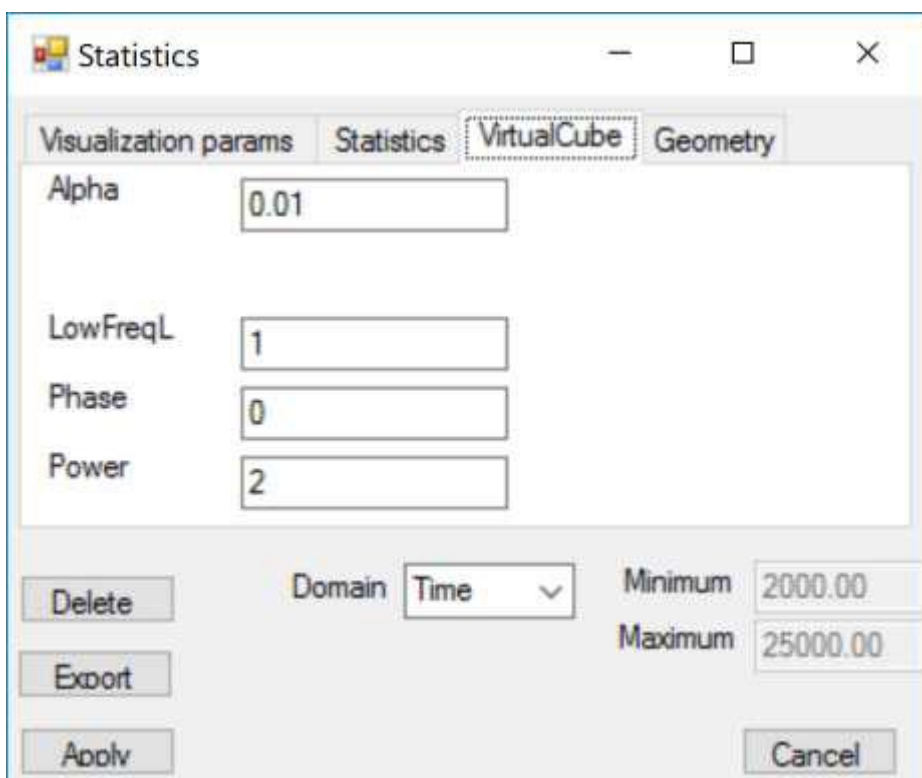 Statistics
Visualization params Statistics VirtualCube Geometry
Alpha 0.01
LowFreqL 1
Phase 0
Power 2
Delete Domain Time Minimum 2000.00
Maximum 25000.00
Export
Apply Cancel